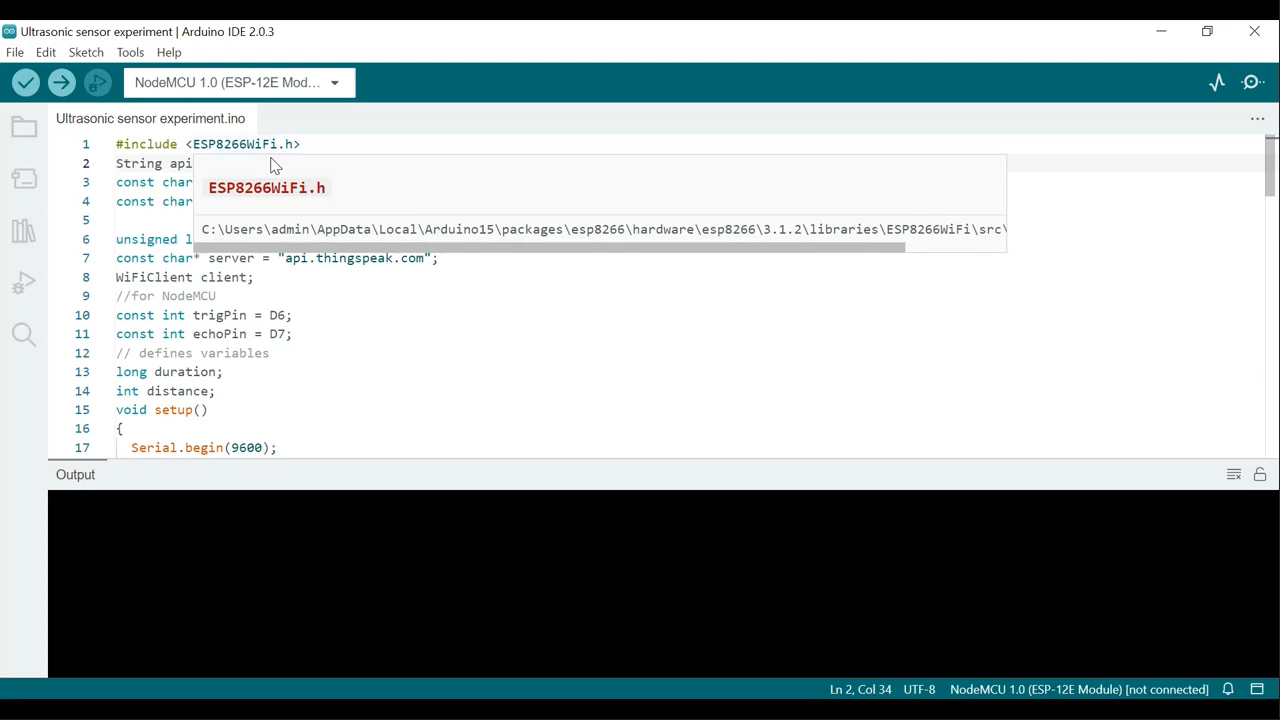 Ultrasonic sensor experiment | Arduino IDE 2.0.3
File Edit Sketch Tools Help
NodeMCU 1.0 (ESP-12E Mod...
Ultrasonic sensor experiment.ino
1 #include <ESP8266WiFi.h>
2 String api
ESP8266WiFi.h
3 const char
4 const char
5
C:\Users\admin\AppData\Local\Arduino15\packages\esp8266\hardware\esp8266\3.1.2\libraries\ESP8266WiFi\src\
6 unsigned l
7 const char* server = "api.thingspeak.com";
8 WiFiClient client;
9 //for NodeMCU
10 const int trigPin = D6;
11 const int echoPin = D7;
12 // defines variables
13 long duration;
14 int distance;
15 void setup()
16 {
17 Serial.begin(9600);
Output
Ln 2, Col 34 UTF-8 NodeMCU 1.0 (ESP-12E Module) [not connected]